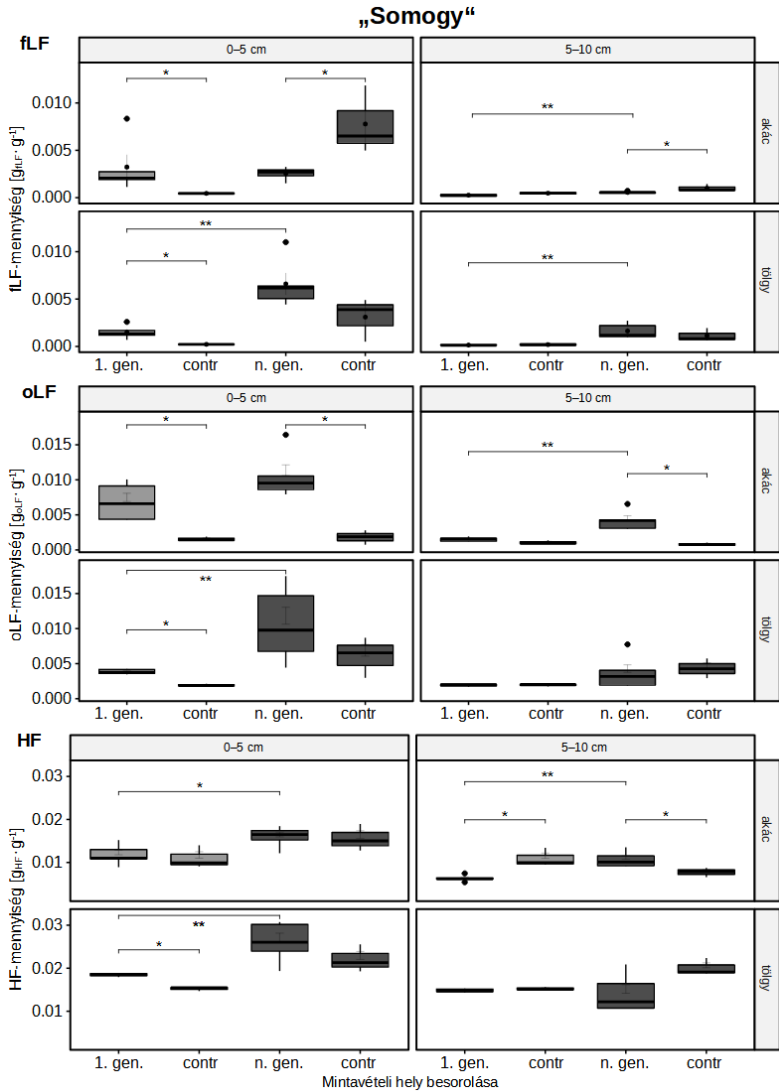 „Somogy“
fLF
0–5 cm
5–10 cm
fLF-mennyiség [gfLF· g-1]
0.010
0.005
0.000
*
*
**
*
akác
0.010
0.005
0.000
**
*
**
tölgy
1. gen.
contr
n. gen.
contr
1. gen.
contr
n. gen.
contr
oLF
0–5 cm
5–10 cm
oLF-mennyiség [goLF· g-1]
0.015
0.010
0.005
0.000
*
*
**
*
akác
0.015
0.010
0.005
0.000
**
*
tölgy
1. gen.
contr
n. gen.
contr
1. gen.
contr
n. gen.
contr
HF
0–5 cm
5–10 cm
HF-mennyiség [gHF· g-1]
0.03
0.02
0.01
*
**
*
*
akác
0.03
0.02
0.01
**
*
tölgy
1. gen.
contr
n. gen.
contr
1. gen.
contr
n. gen.
contr
Mintavételi hely besorolása